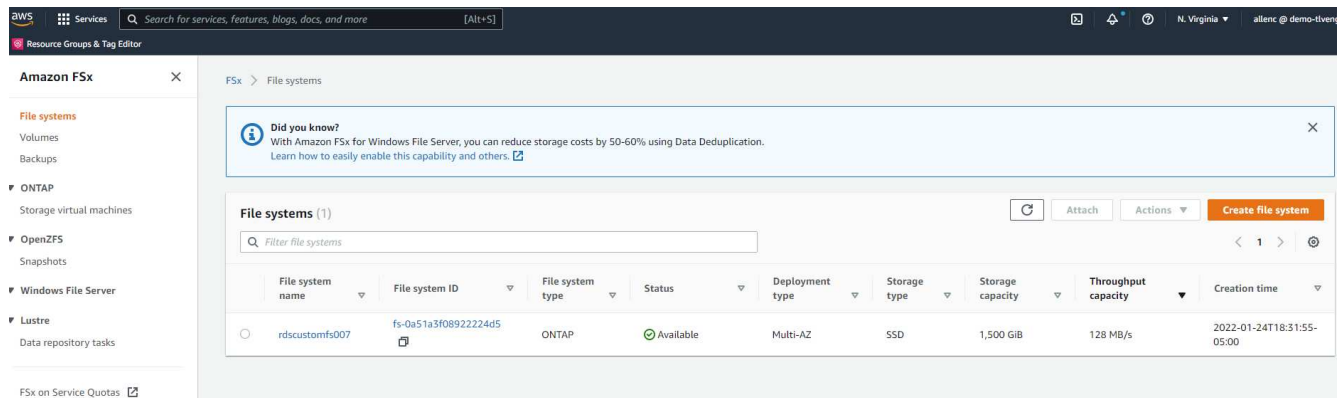 aws
Services
Search for services, features, blogs, docs, and more
[Alt+S]
N. Virginia
allenc @ demo-tlveng
Resource Groups & Tag Editor
Amazon FSx
File systems
Volumes
Backups
ONTAP
Storage virtual machines
OpenZFS
Snapshots
Windows File Server
Lustre
Data repository tasks
FSx on Service Quotas
FSx > File systems
Did you know?
With Amazon FSx for Windows File Server, you can reduce storage costs by 50-60% using Data Deduplication.
Learn how to easily enable this capability and others.
File systems (1)
Attach
Actions
Create file system
Filter file systems
< 1 >
File system name
File system ID
File system type
Status
Deployment type
Storage type
Storage capacity
Throughput capacity
Creation time
rdscustomfs007
fs-0a51a3f08922224d5
ONTAP
Available
Multi-AZ
SSD
1,500 GiB
128 MB/s
2022-01-24T18:31:55-
05:00